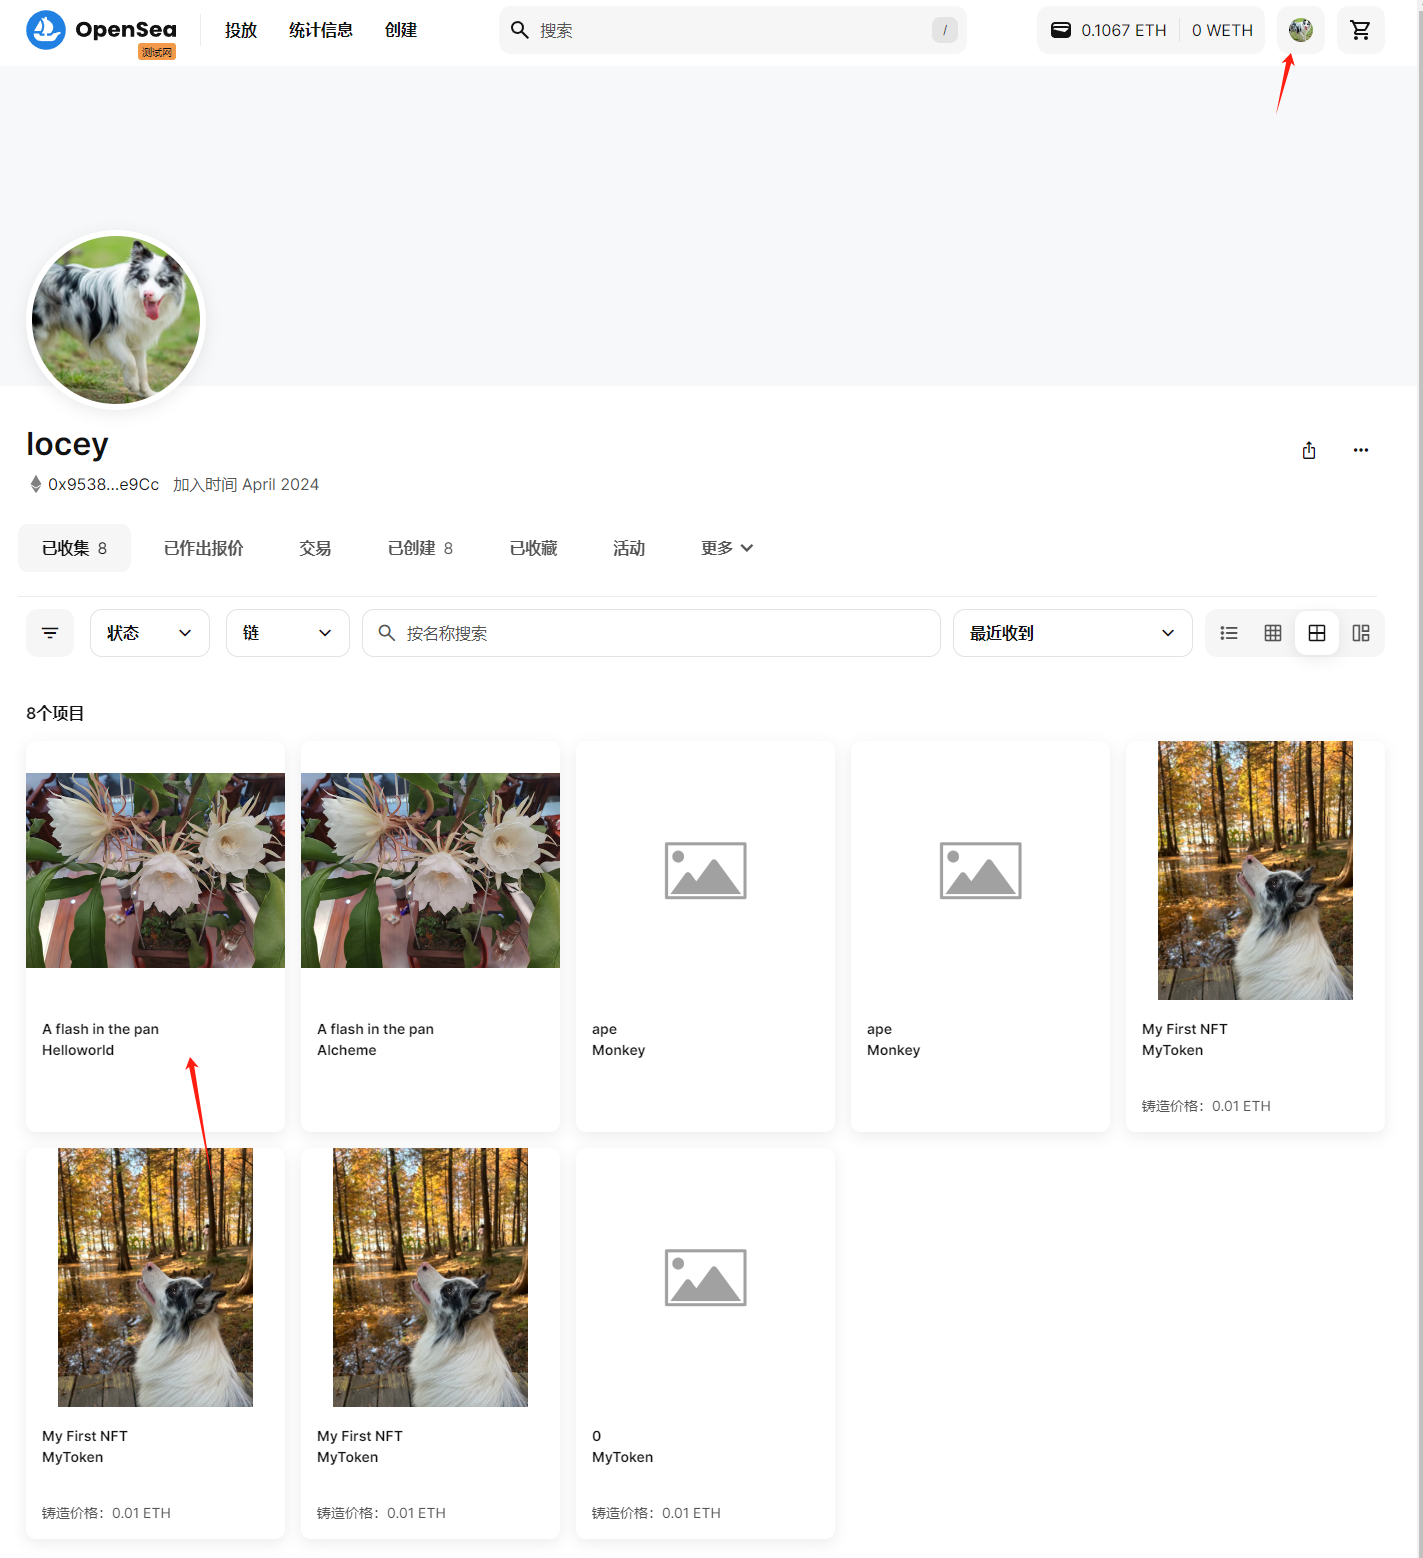 OpenSea
测试网
投放
统计信息
创建
搜索
/
0.1067 ETH
0 WETH
locey
0x9538...e9Cc 加入时间 April 2024
已收集 8
已作出报价
交易
已创建 8
已收藏
活动
更多
状态
链
按名称搜索
最近收到
8个项目
A flash in the pan
Helloworld
A flash in the pan
Alcheme
ape
Monkey
ape
Monkey
My First NFT
MyToken
铸造价格：0.01 ETH
My First NFT
MyToken
铸造价格：0.01 ETH
My First NFT
MyToken
铸造价格：0.01 ETH
0
MyToken
铸造价格：0.01 ETH